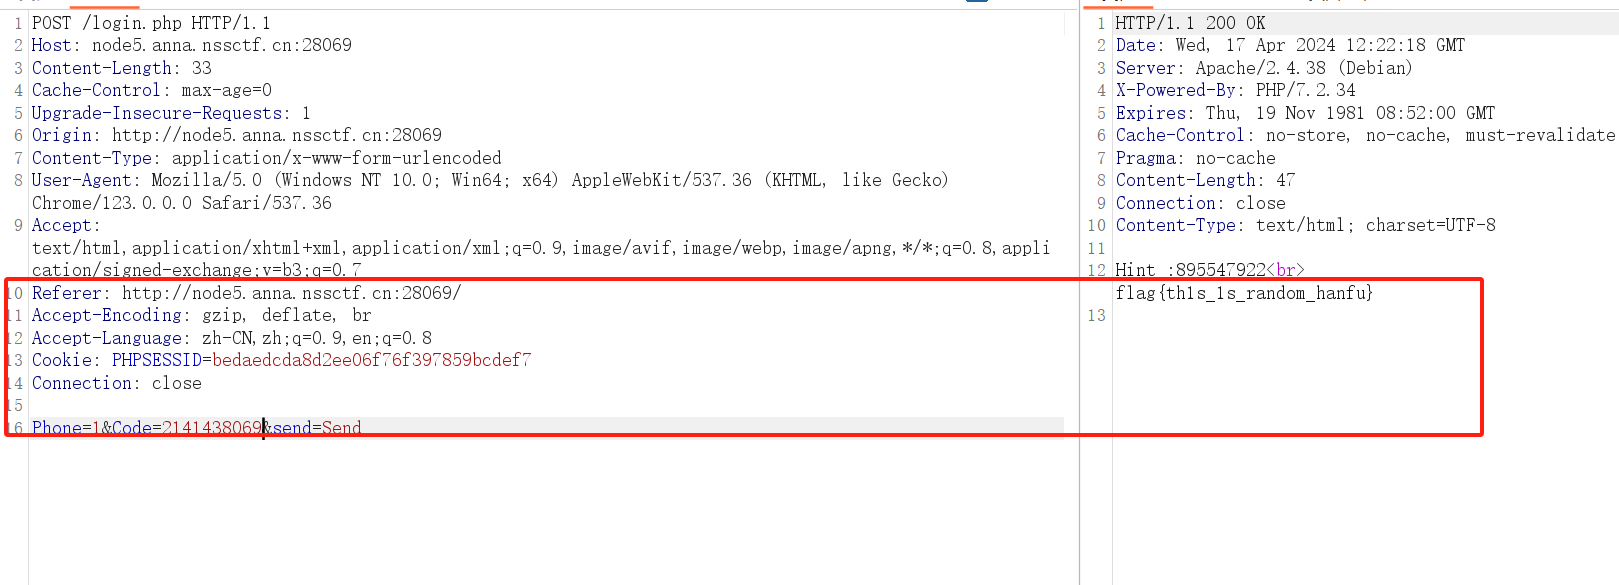 1 POST /login.php HTTP/1.1
2 Host: node5.anna.nssctf.cn:28069
3 Content-Length: 33
4 Cache-Control: max-age=0
5 Upgrade-Insecure-Requests: 1
6 Origin: http://node5.anna.nssctf.cn:28069
7 Content-Type: application/x-www-form-urlencoded
8 User-Agent: Mozilla/5.0 (Windows NT 10.0; Win64; x64) AppleWebKit/537.36 (KHTML, like Gecko)
Chrome/123.0.0.0 Safari/537.36
9 Accept:
text/html,application/xhtml+xml,application/xml;q=0.9,image/avif,image/webp,image/apng,*/*;q=0.8,appli
cation/signed-exchange;v=b3;q=0.7
10 Referer: http://node5.anna.nssctf.cn:28069/
11 Accept-Encoding: gzip, deflate, br
12 Accept-Language: zh-CN,zh;q=0.9,en;q=0.8
13 Cookie: PHPSESSID=bedaedcda8d2ee06f76f397859bcdef7
14 Connection: close
15
16 Phone=1&Code=2141438069&send=Send
1 HTTP/1.1 200 OK
2 Date: Wed, 17 Apr 2024 12:22:18 GMT
3 Server: Apache/2.4.38 (Debian)
4 X-Powered-By: PHP/7.2.34
5 Expires: Thu, 19 Nov 1981 08:52:00 GMT
6 Cache-Control: no-store, no-cache, must-revalidate
7 Pragma: no-cache
8 Content-Length: 47
9 Connection: close
10 Content-Type: text/html; charset=UTF-8
11
12 Hint :895547922<br>
flag{th1s_1s_random_hanfu}
13